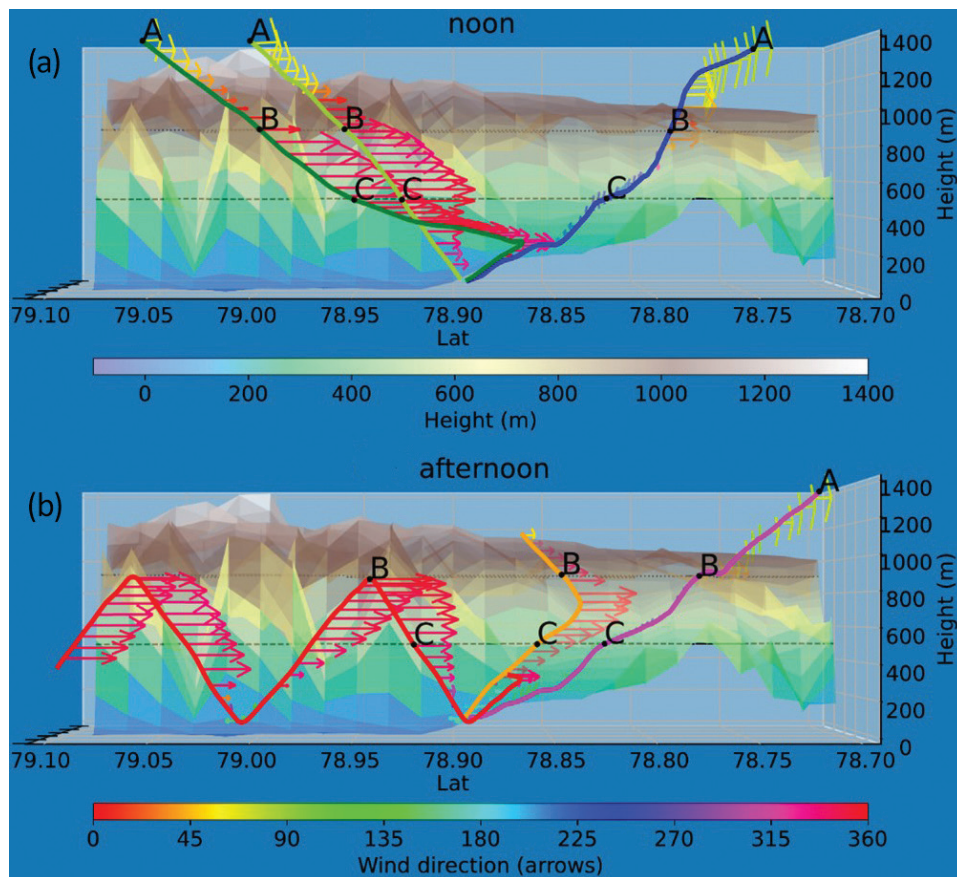 noon
(a)
A A A
B B B
C C C
1400
1200
1000
800
600
400
200
0
Height (m)
79.10 79.05 79.00 78.95 78.90 78.85 78.80 78.75 78.70
Lat
0 200 400 600 800 1000 1200 1400
Height (m)
afternoon
(b)
A
B B B
C C C
1400
1200
1000
800
600
400
200
0
Height (m)
79.10 79.05 79.00 78.95 78.90 78.85 78.80 78.75 78.70
Lat
0 45 90 135 180 225 270 315 360
Wind direction (arrows)